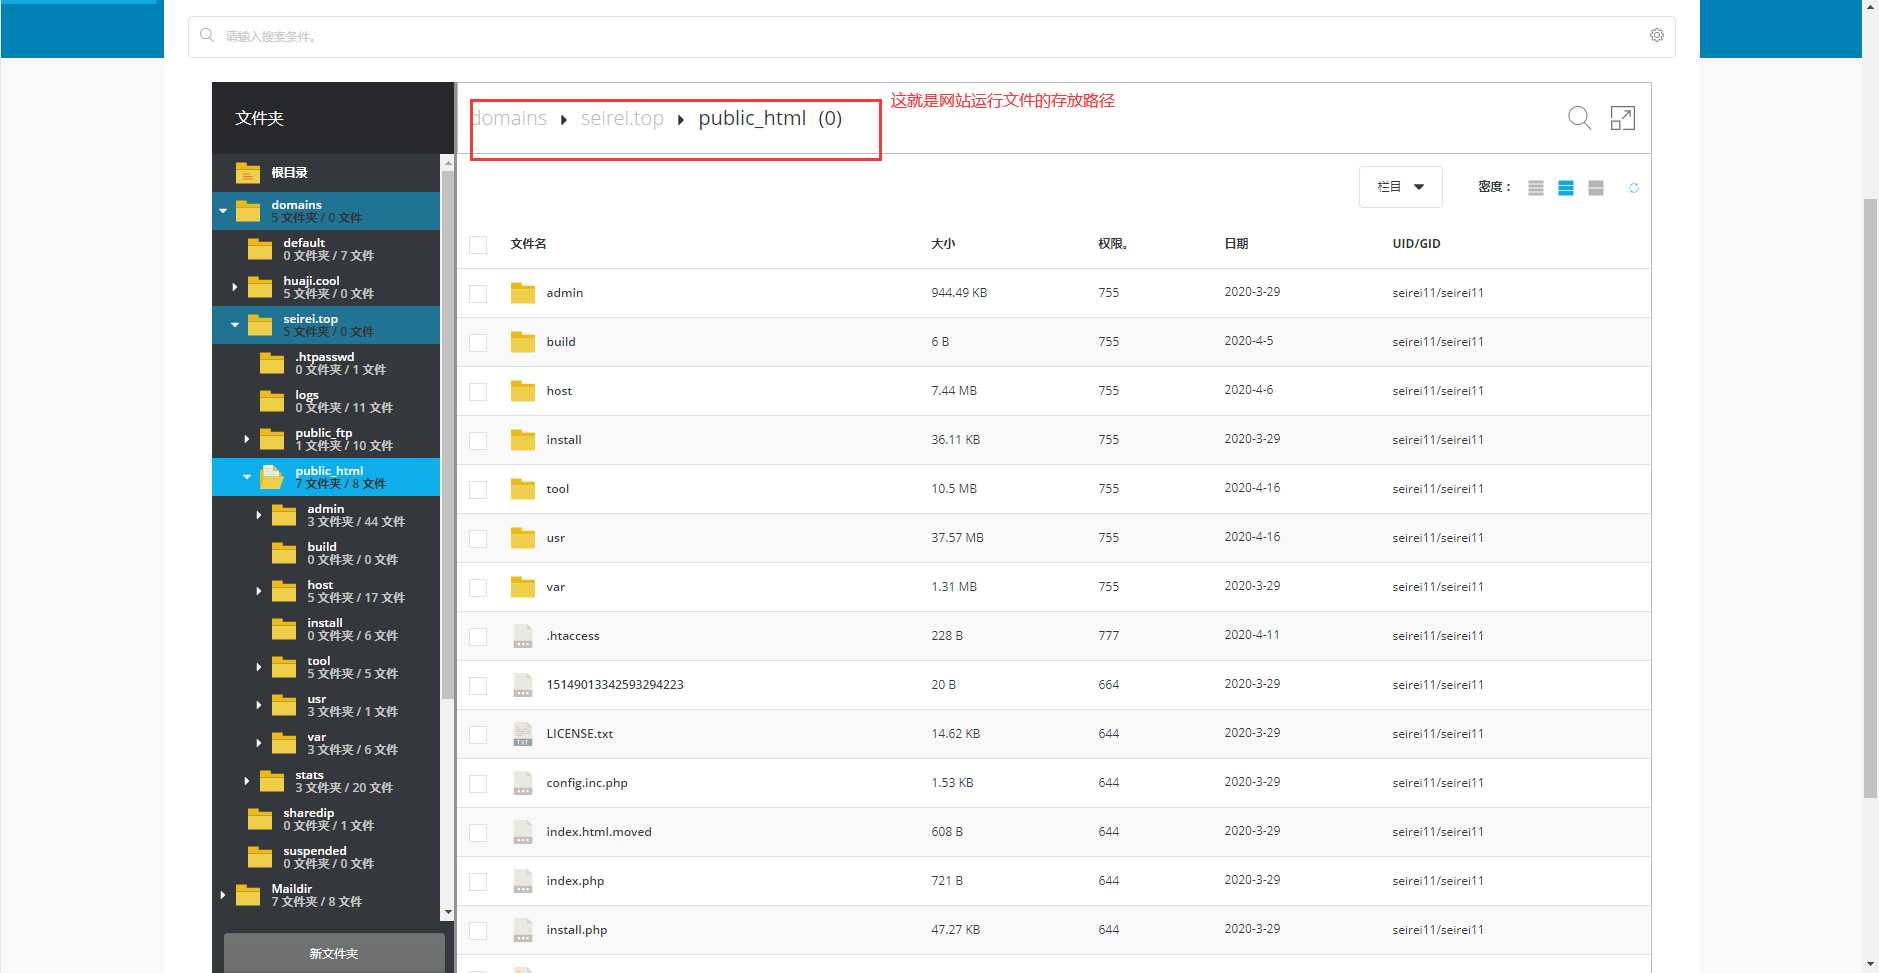 请输入搜索条件。
文件夹
domains ▸ seirei.top ▸ public_html (0)
这就是网站运行文件的存放路径
根目录
domains
5 文件夹 / 0 文件
default
0 文件夹 / 7 文件
huaji.cool
5 文件夹 / 0 文件
seirei.top
5 文件夹 / 0 文件
.htpasswd
0 文件夹 / 1 文件
logs
0 文件夹 / 11 文件
public_ftp
1 文件夹 / 10 文件
public_html
7 文件夹 / 8 文件
admin
3 文件夹 / 44 文件
build
0 文件夹 / 0 文件
host
5 文件夹 / 17 文件
install
0 文件夹 / 6 文件
tool
5 文件夹 / 5 文件
usr
3 文件夹 / 1 文件
var
3 文件夹 / 6 文件
stats
3 文件夹 / 20 文件
sharedip
0 文件夹 / 1 文件
suspended
0 文件夹 / 0 文件
Maildir
7 文件夹 / 8 文件
新文件夹
栏目 密度：
文件名 大小 权限。 日期 UID/GID
admin 944.49 KB 755 2020-3-29 seirei11/seirei11
build 6 B 755 2020-4-5 seirei11/seirei11
host 7.44 MB 755 2020-4-6 seirei11/seirei11
install 36.11 KB 755 2020-3-29 seirei11/seirei11
tool 10.5 MB 755 2020-4-16 seirei11/seirei11
usr 37.57 MB 755 2020-4-16 seirei11/seirei11
var 1.31 MB 755 2020-3-29 seirei11/seirei11
.htaccess 228 B 777 2020-4-11 seirei11/seirei11
15149013342593294223 20 B 664 2020-3-29 seirei11/seirei11
LICENSE.txt 14.62 KB 644 2020-3-29 seirei11/seirei11
config.inc.php 1.53 KB 644 2020-3-29 seirei11/seirei11
index.html.moved 608 B 644 2020-3-29 seirei11/seirei11
index.php 721 B 644 2020-3-29 seirei11/seirei11
install.php 47.27 KB 644 2020-3-29 seirei11/seirei11